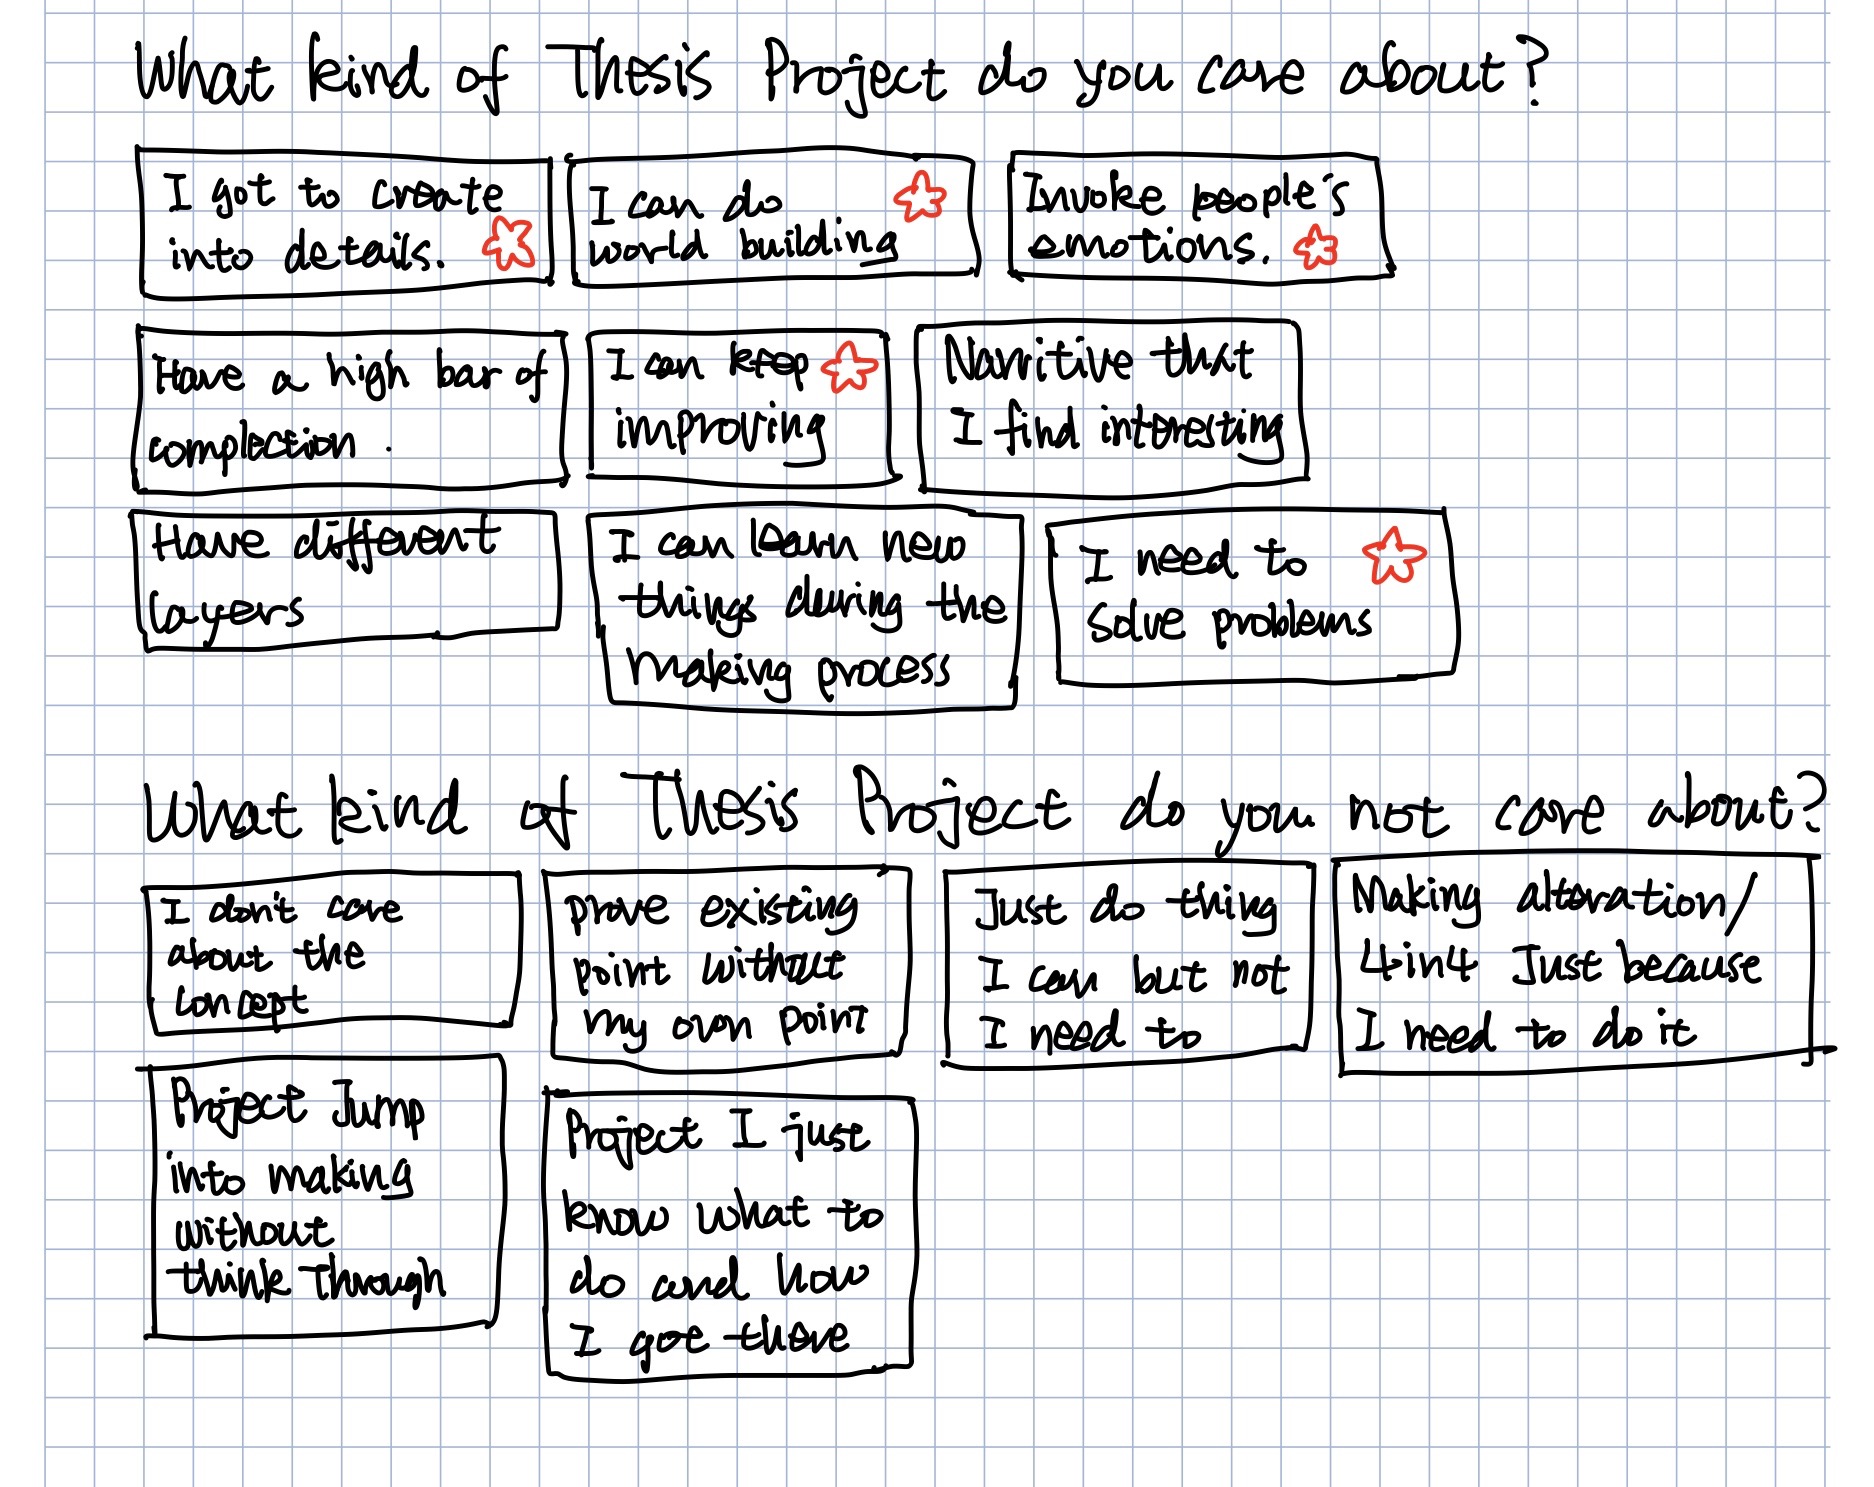 What kind of Thesis Project do you care about?
I got to create
into details.
I can do
world building
Invoke people's
emotions.
Have a high bar of
complection.
I can keep
improving
Narritive that
I find interesting
Have different
layers
I can learn new
things during the
making process
I need to
solve problems
What kind of Thesis Project do you not care about?
I don't care
about the
concept
prove existing
point without
my own point
Just do thing
I can but not
I need to
Making alteration/
4in4 Just because
I need to do it
Project Jump
into making
without
think through
Project I just
know what to
do and how
I get there